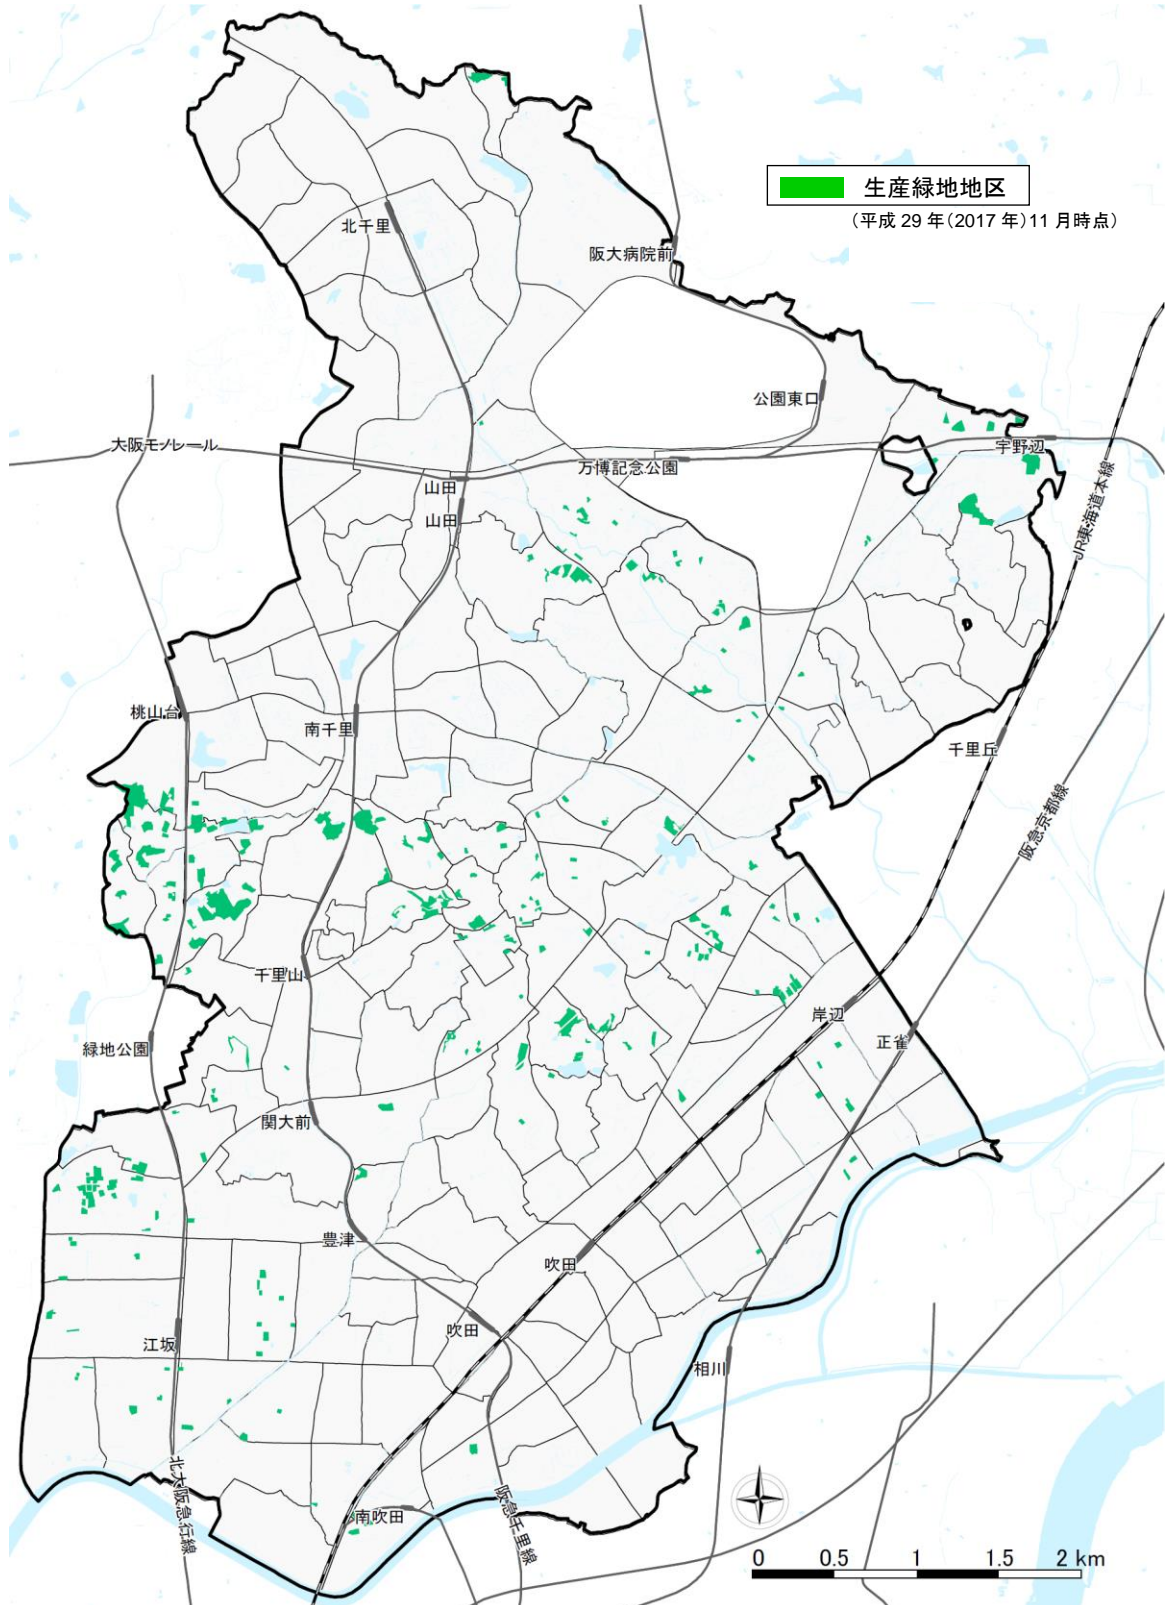 生産緑地地区
（平成 29 年（2017 年）11 月時点）
北千里
阪大病院前
公園東口
大阪モノレール
宇野辺
万博記念公園
山田
山田
JR東海道本線
桃山台
南千里
千里丘
阪急京都線
千里山
岸辺
正雀
緑地公園
関大前
豊津
吹田
吹田
江坂
相川
北大阪急行線
阪急千里線
南吹田
0 0.5 1 1.5 2 km